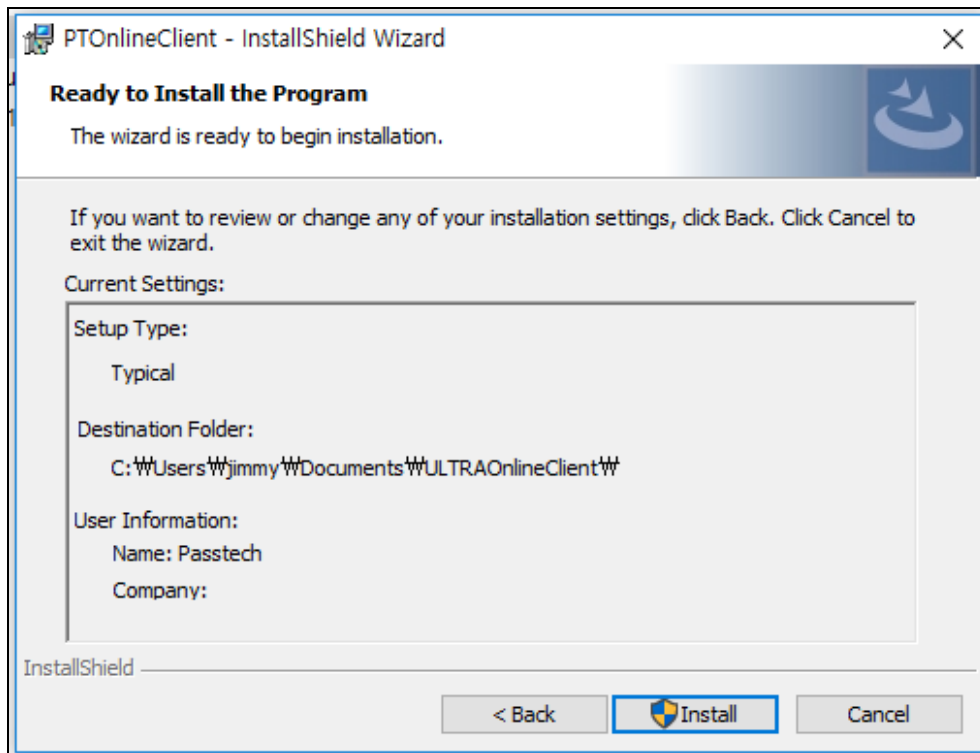 PTOnlineClient - InstallShield Wizard
Ready to Install the Program
The wizard is ready to begin installation.
If you want to review or change any of your installation settings, click Back. Click Cancel to
exit the wizard.
Current Settings:
Setup Type:
Typical
Destination Folder:
C:₩Users₩jimmy₩Documents₩ULTRAOnlineClient₩
User Information:
Name: Passtech
Company:
InstallShield
< Back
Install
Cancel